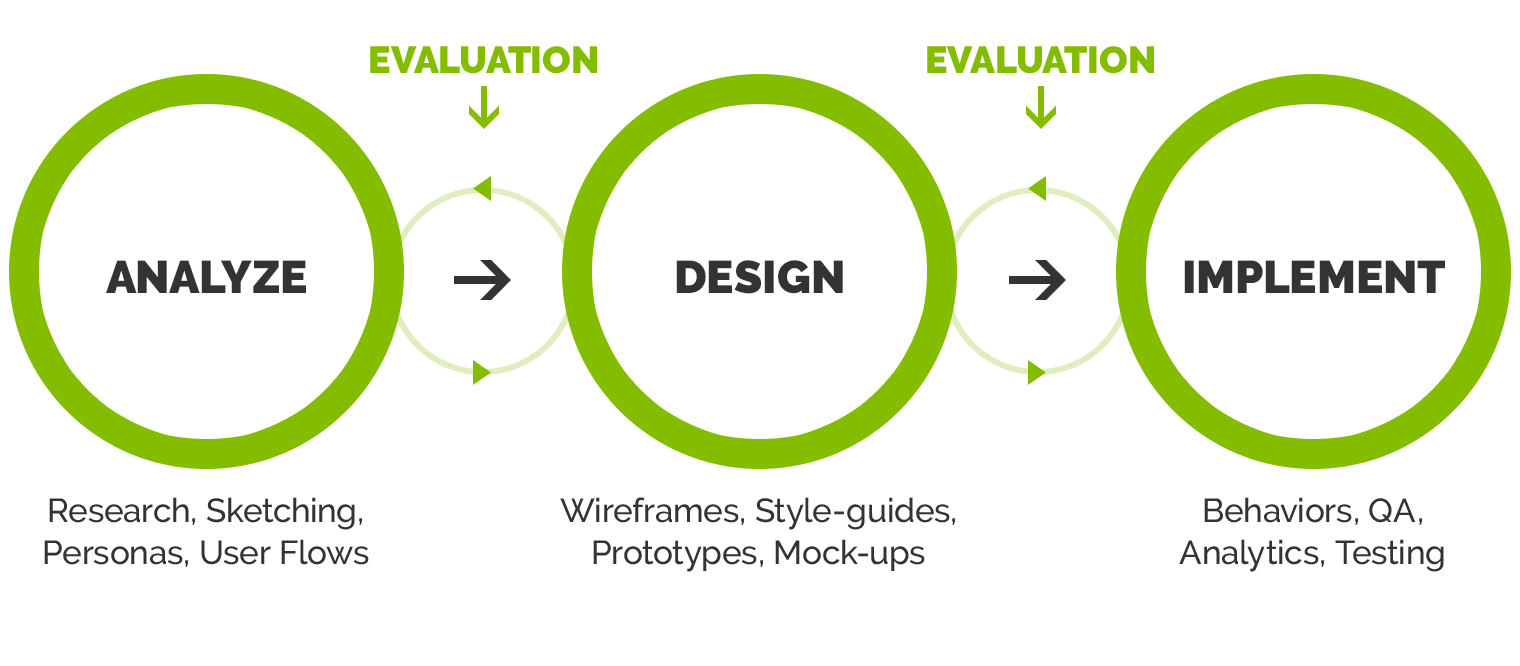 EVALUATION
EVALUATION
ANALYZE
DESIGN
IMPLEMENT
Research, Sketching,
Personas, User Flows
Wireframes, Style-guides,
Prototypes, Mock-ups
Behaviors, QA,
Analytics, Testing